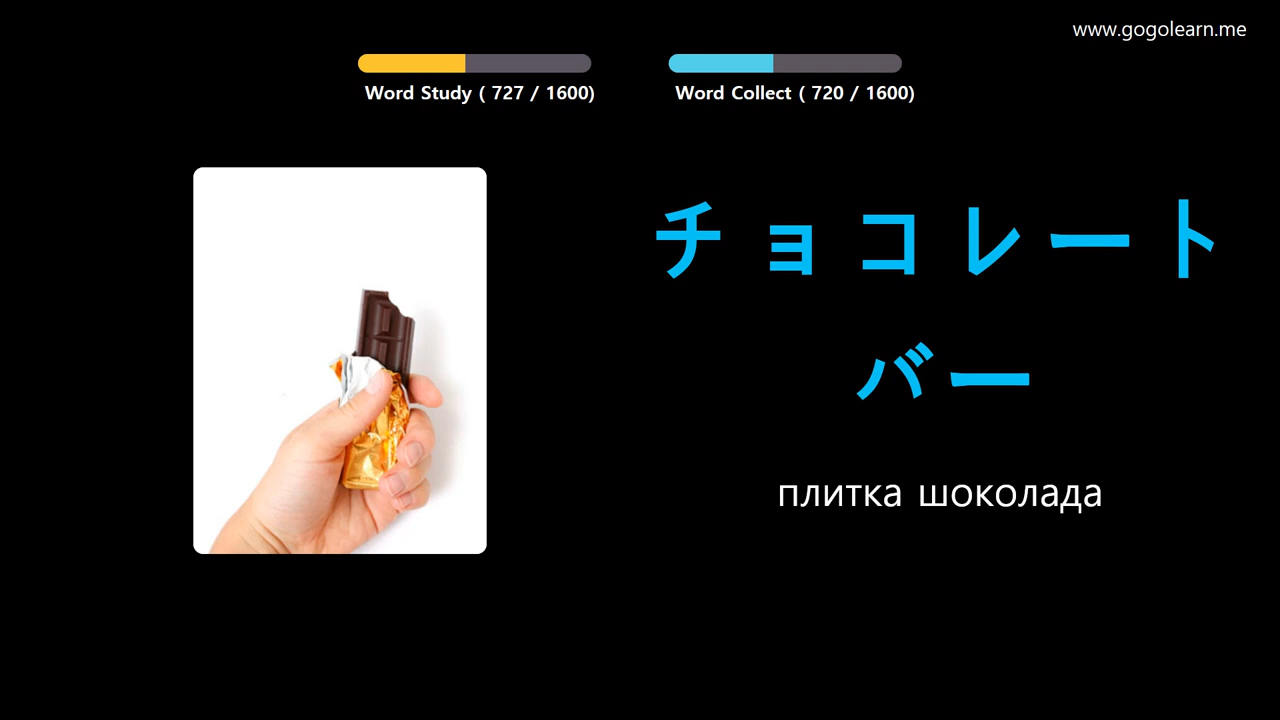 www.gogolearn.me
Word Study ( 727 / 1600)
Word Collect ( 720 / 1600)
チョコレート
バー
плитка шоколада